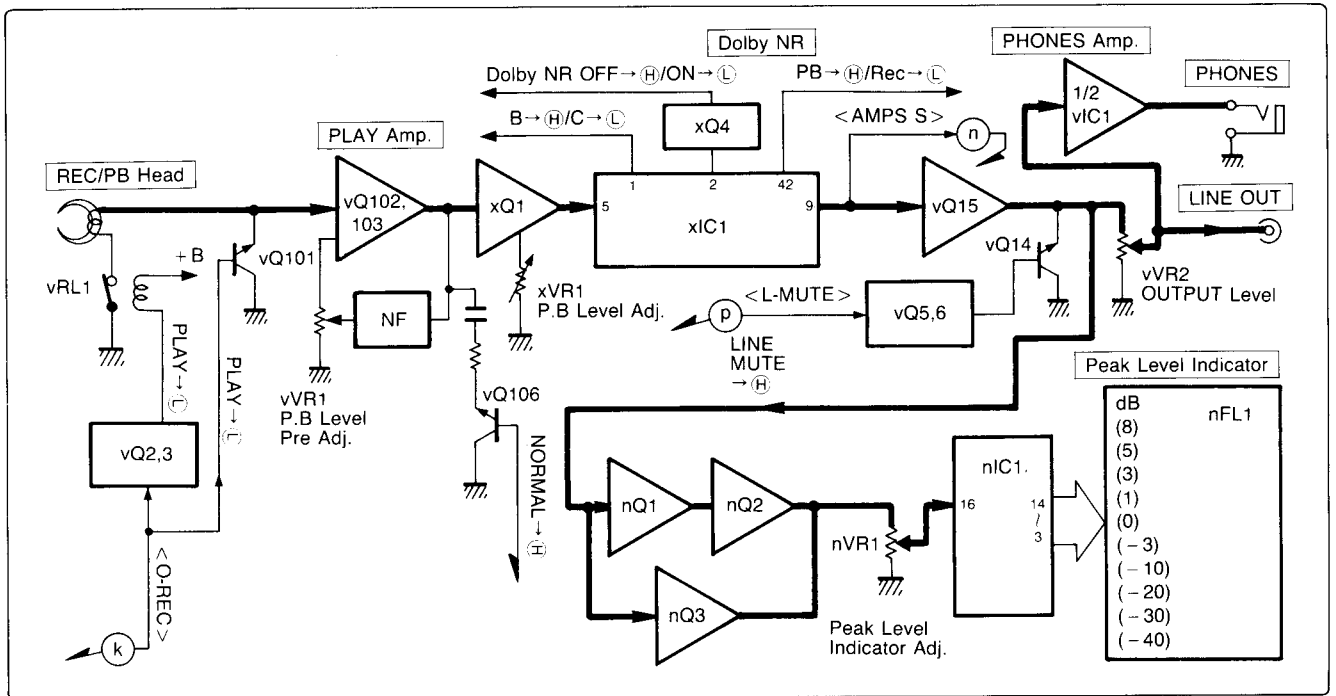 Dolby NR
PHONES Amp.
Dolby NR OFF→Ⓗ/ON→Ⓛ
PB→Ⓗ/Rec→Ⓛ
PHONES
1/2
vIC1
B→Ⓗ/C→Ⓛ
xQ4
<AMPS S>
n
PLAY Amp.
REC/PB Head
1
2
42
vQ102,
103
xQ1
5
xIC1
9
vQ15
LINE OUT
+B
vQ101
vQ14
vRL1
xVR1
P.B Level Adj.
vVR2
OUTPUT Level
NF
<L-MUTE>
p
vQ5,6
LINE
MUTE
→Ⓗ
PLAY→Ⓛ
PLAY→Ⓛ
vVR1
P.B Level
Pre Adj.
vQ106
NORMAL→Ⓗ
Peak Level Indicator
vQ2,3
dB
nFL1
(8)
(5)
(3)
(1)
(0)
(−3)
(−10)
(−20)
(−30)
(−40)
nIC1.
16
14
~
3
nQ1
nQ2
nVR1
nQ3
Peak Level
Indicator Adj.
<O-REC>
k